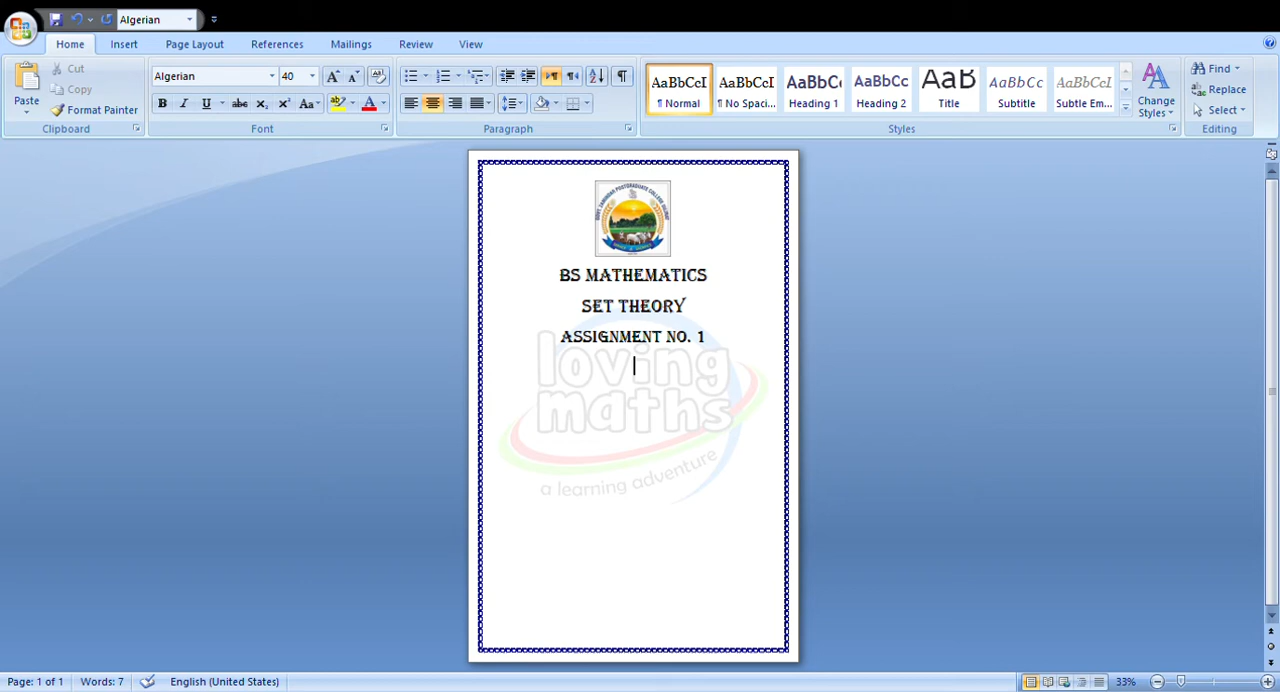 Algerian
Home Insert Page Layout References Mailings Review View
Paste
Cut
Copy
Format Painter
Clipboard
Algerian 40
Font
Paragraph
AaBbCcI AaBbCcI AaBbCc AaBbCc AaB AaBbCc AaBbCcI
¶ Normal ¶ No Spaci... Heading 1 Heading 2 Title Subtitle Subtle Em...
Change
Styles
Styles
Find
Replace
Select
Editing
BS MATHEMATICS
SET THEORY
ASSIGNMENT NO. 1
loving
maths
a learning adventure
Page: 1 of 1 Words: 7 English (United States) 33%